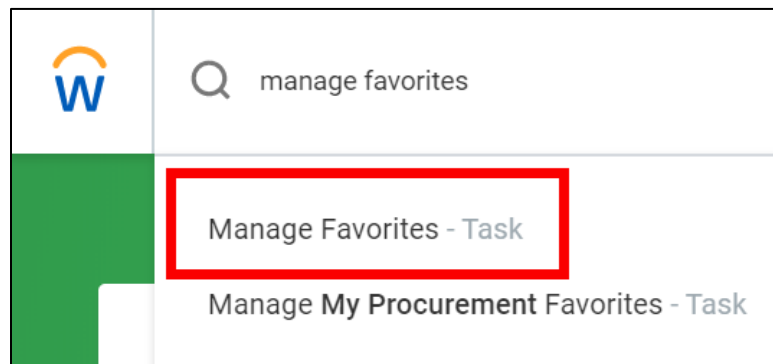 W
manage favorites
Manage Favorites - Task
Manage My Procurement Favorites - Task